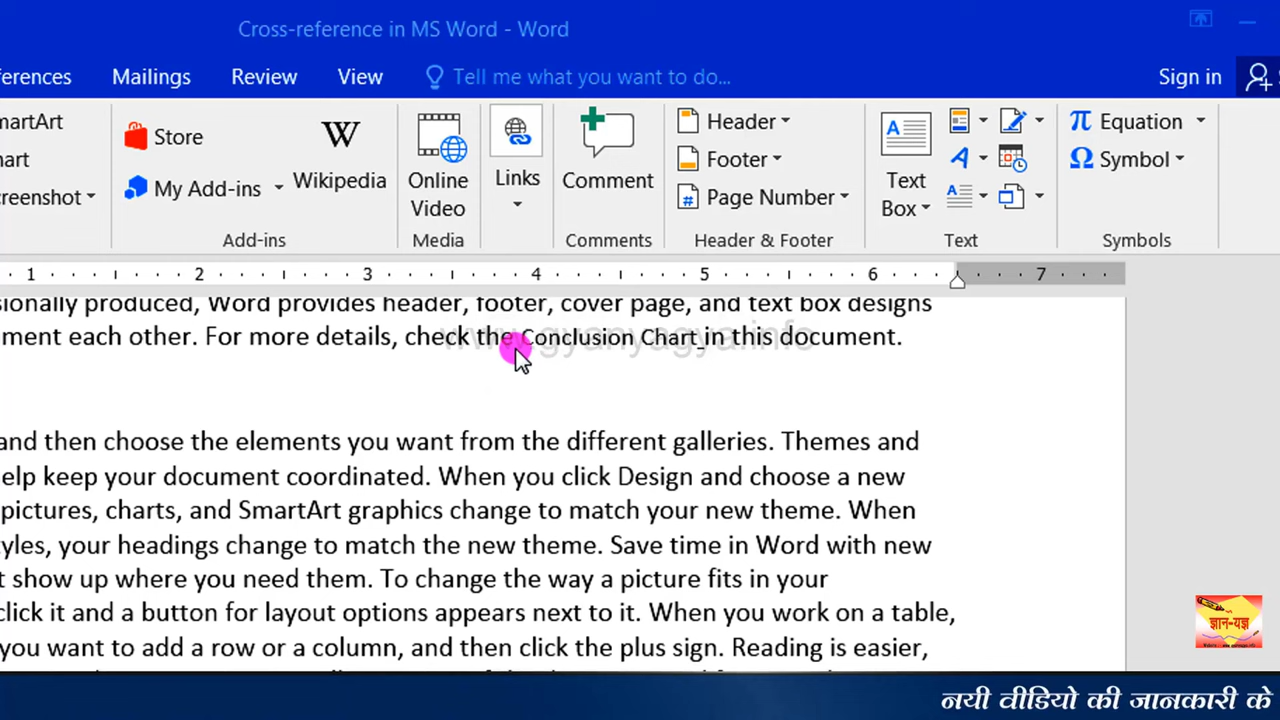 Cross-reference in MS Word - Word
ferences Mailings Review View Tell me what you want to do... Sign in
martArt
art
creenshot
Store
My Add-ins
Wikipedia
Add-ins
Online
Video
Media
Links
Comment
Comments
Header
Footer
Page Number
Header & Footer
Text
Box
Text
Equation
Symbol
Symbols
1 2 3 4 5 6 7
sionally produced, Word provides header, footer, cover page, and text box designs
ment each other. For more details, check the Conclusion Chart in this document.
www.gyanyagya.info
and then choose the elements you want from the different galleries. Themes and
elp keep your document coordinated. When you click Design and choose a new
pictures, charts, and SmartArt graphics change to match your new theme. When
tyles, your headings change to match the new theme. Save time in Word with new
t show up where you need them. To change the way a picture fits in your
click it and a button for layout options appears next to it. When you work on a table,
you want to add a row or a column, and then click the plus sign. Reading is easier,
ज्ञान-यज्ञ
नयी वीडियो की जानकारी के